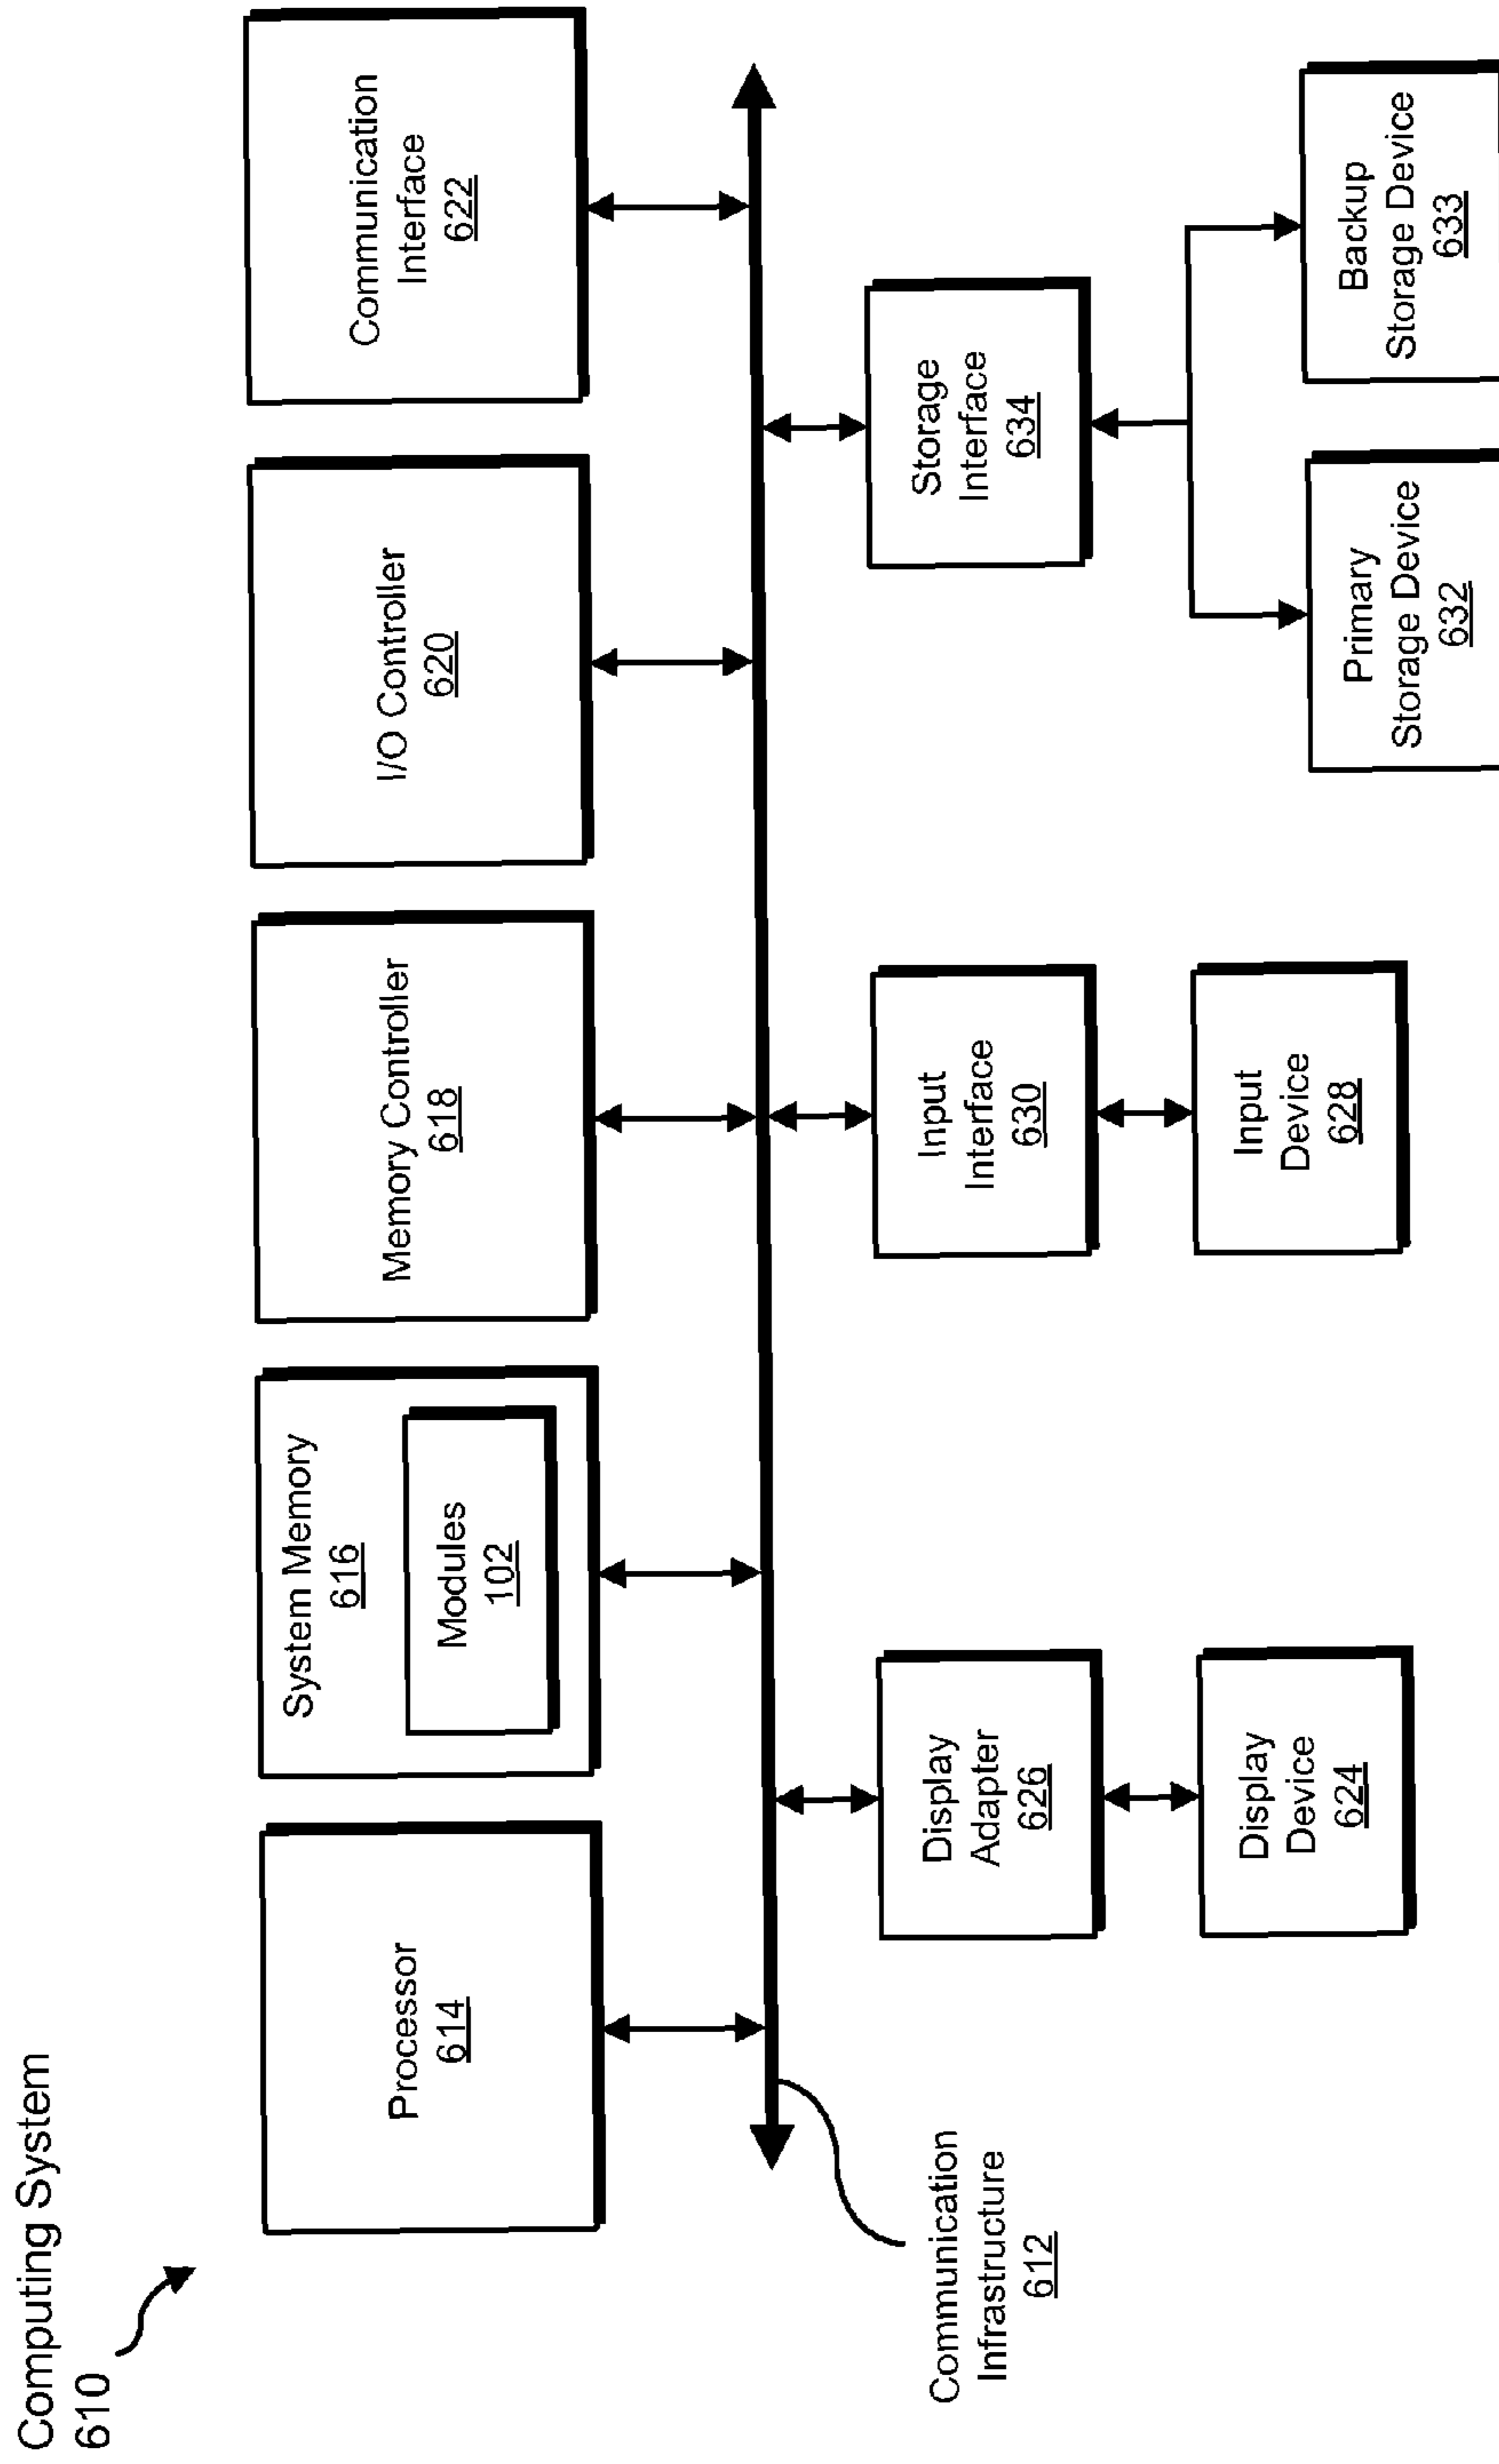 Computing System
610
Processor
614
System Memory
616
Modules
102
Memory Controller
618
I/O Controller
620
Communication
Interface
622
Communication
Infrastructure
612
Display
Adapter
626
Input
Interface
630
Storage
Interface
634
Display
Device
624
Input
Device
628
Primary
Storage Device
632
Backup
Storage Device
633